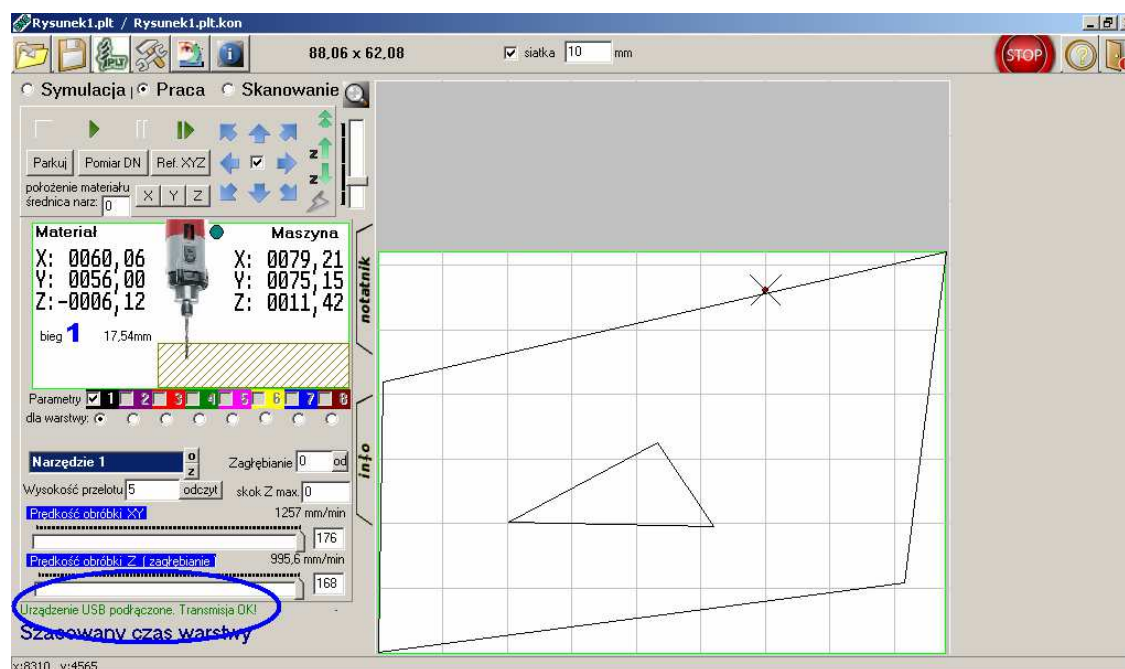 Rysunek1.plt / Rysunek1.plt.kon
PLT
88,06 x 62,08
siatka 10 mm
STOP
Symulacja Praca Skanowanie
Parkuj Pomiar DN Ref. XYZ
z
z
położenie materiału
średnica narz: 0
X Y Z
Materiał Maszyna
X: 0060,06 X: 0079,21
Y: 0056,00 Y: 0075,15
Z:-0006,12 Z: 0011,42
bieg 1 17,54mm
notatnik
Parametry 1 2 3 4 5 6 7 8
dla warstwy:
info
Narzędzie 1 o z Zagłębianie 0 od
Wysokość przelotu 5 odczyt skok Z max. 0
Prędkość obróbki XY 1257 mm/min
176
Prędkość obróbki Z ( zagłębianie 995,6 mm/min
168
Urządzenie USB podłączone. Transmisja OK! -
Szacowany czas warstwy
x:8310 y:4565